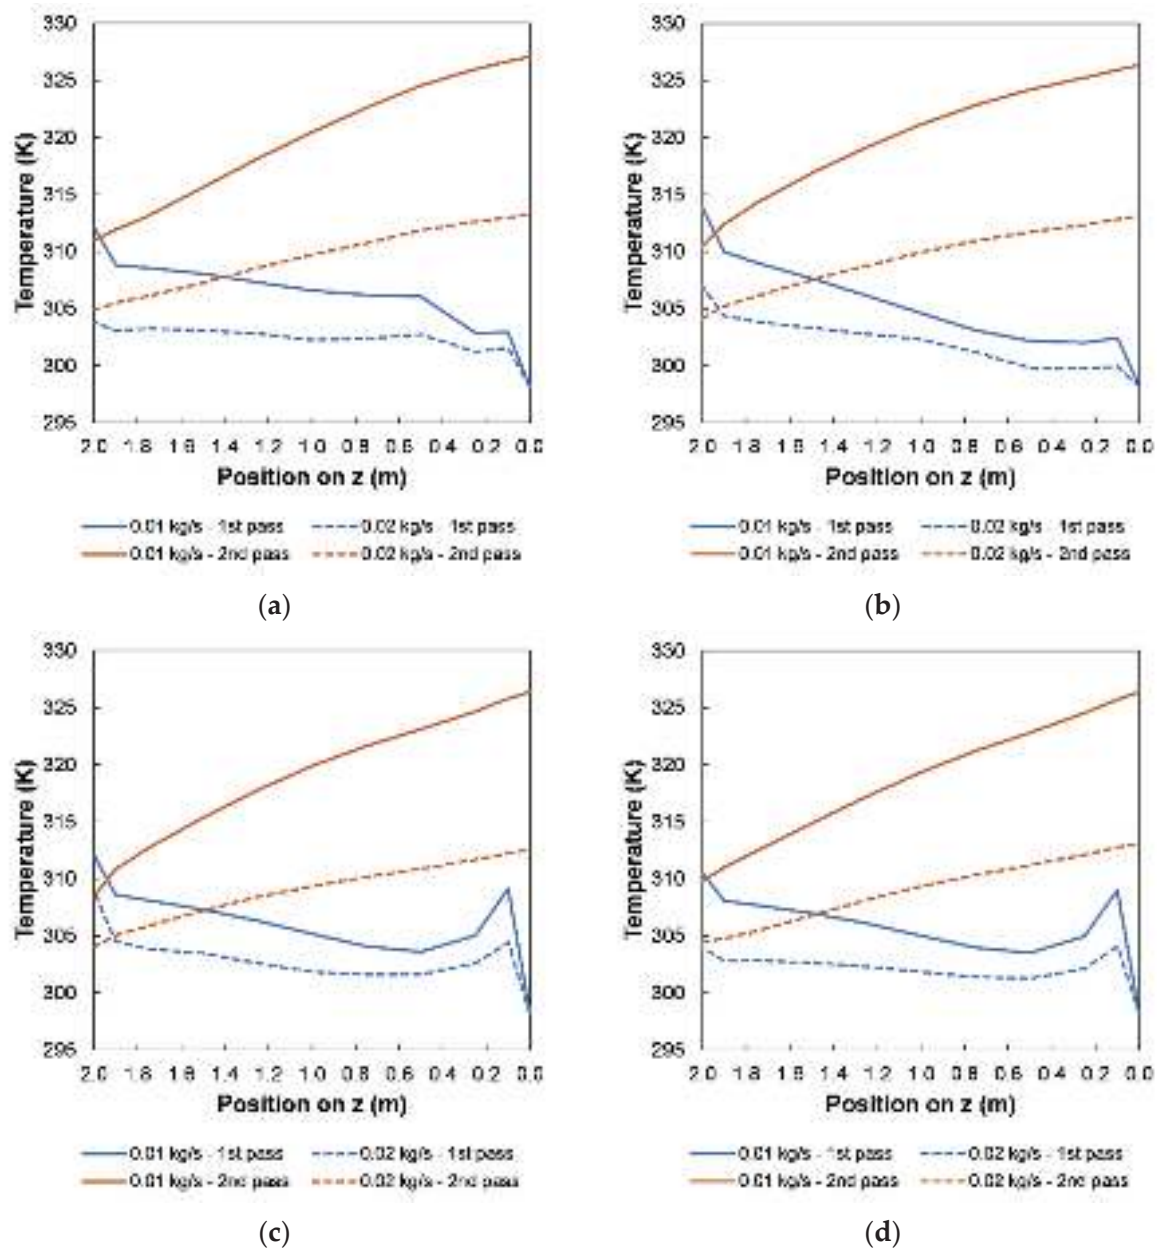 330
325
320
315
310
305
300
295
Temperature (K)
2.0 1.8 1.6 1.4 1.2 1.0 0.8 0.6 0.4 0.2 0.0
Position on z (m)
0.01 kg/s - 1st pass 0.02 kg/s - 1st pass
0.01 kg/s - 2nd pass 0.02 kg/s - 2nd pass
(a)
330
325
320
315
310
305
300
295
Temperature (K)
2.0 1.8 1.6 1.4 1.2 1.0 0.8 0.6 0.4 0.2 0.0
Position on z (m)
0.01 kg/s - 1st pass 0.02 kg/s - 1st pass
0.01 kg/s - 2nd pass 0.02 kg/s - 2nd pass
(b)
330
325
320
315
310
305
300
295
Temperature (K)
2.0 1.8 1.6 1.4 1.2 1.0 0.8 0.6 0.4 0.2 0.0
Position on z (m)
0.01 kg/s - 1st pass 0.02 kg/s - 1st pass
0.01 kg/s - 2nd pass 0.02 kg/s - 2nd pass
(c)
330
325
320
315
310
305
300
295
Temperature (K)
2.0 1.8 1.6 1.4 1.2 1.0 0.8 0.6 0.4 0.2 0.0
Position on z (m)
0.01 kg/s - 1st pass 0.02 kg/s - 1st pass
0.01 kg/s - 2nd pass 0.02 kg/s - 2nd pass
(d)